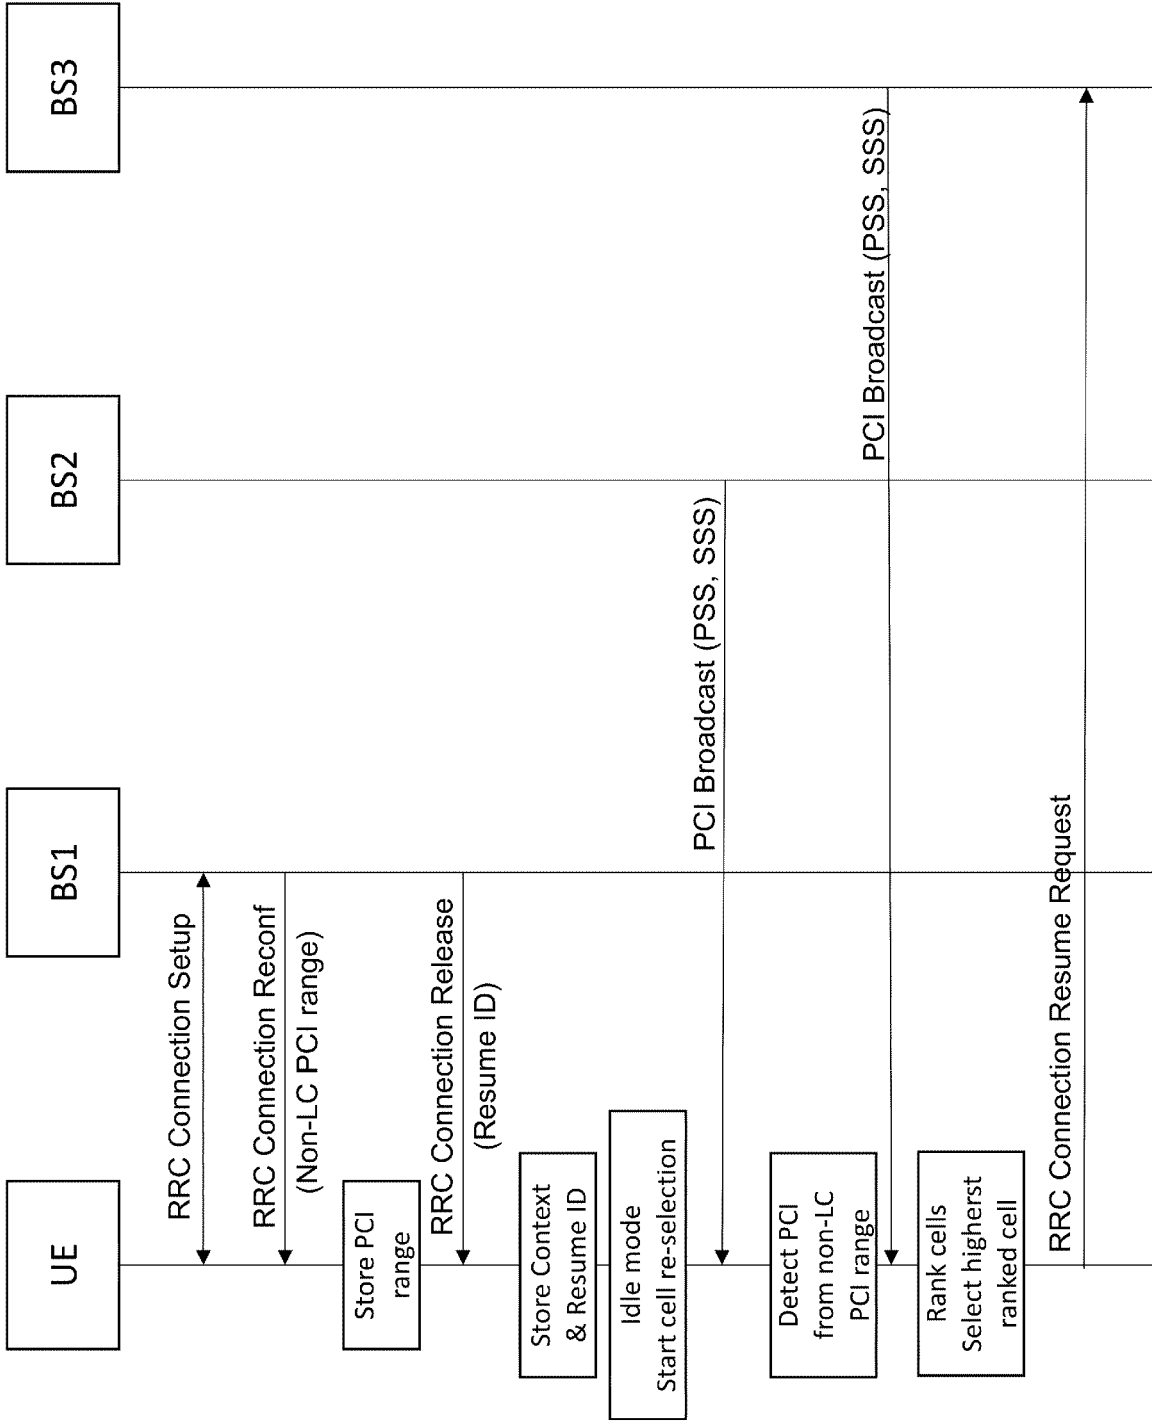 UE
BS1
BS2
BS3
RRC Connection Setup
RRC Connection Reconf
(Non-LC PCI range)
Store PCI
range
RRC Connection Release
(Resume ID)
Store Context
& Resume ID
Idle mode
Start cell re-selection
PCI Broadcast (PSS, SSS)
Detect PCI
from non-LC
PCI range
PCI Broadcast (PSS, SSS)
Rank cells
Select higherst
ranked cell
RRC Connection Resume Request